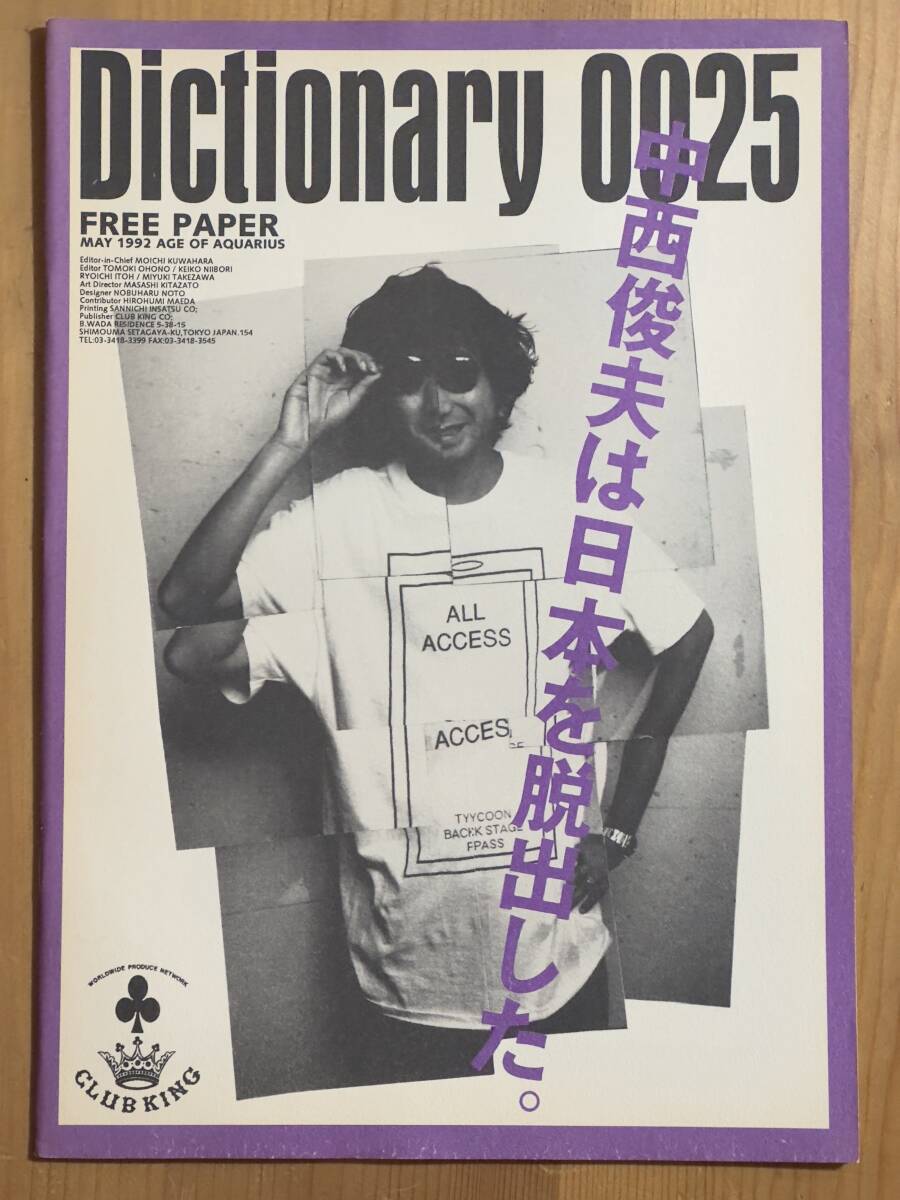 Dictionary 0025
FREE PAPER
MAY 1992 AGE OF AQUARIUS
Editor-in-Chief MOICHI KUWAHARA
Editor TOMOKI OHONO / KEIKO NIIBORI
RYOICHI ITOH / MIYUKI TAKEZAWA
Art Director MASASHI KITAZATO
Designer NOBUHARU NOTO
Contributor HIROHUMI MAEDA
Printing SANNICHI INSATSU CO;
Publisher CLUB KING CO;
B.WADA RESIDENCE 5-38-15
SHIMOUMA SETAGAYA-KU,TOKYO JAPAN.154
TEL:03-3418-3399 FAX:03-3418-3545
中西俊夫は日本を脱出した。
ALL
ACCESS
ACCES
TYYCOON
BACKK STAGE
FPASS
WORLDWIDE PRODUCE NETWORK
CLUB KING